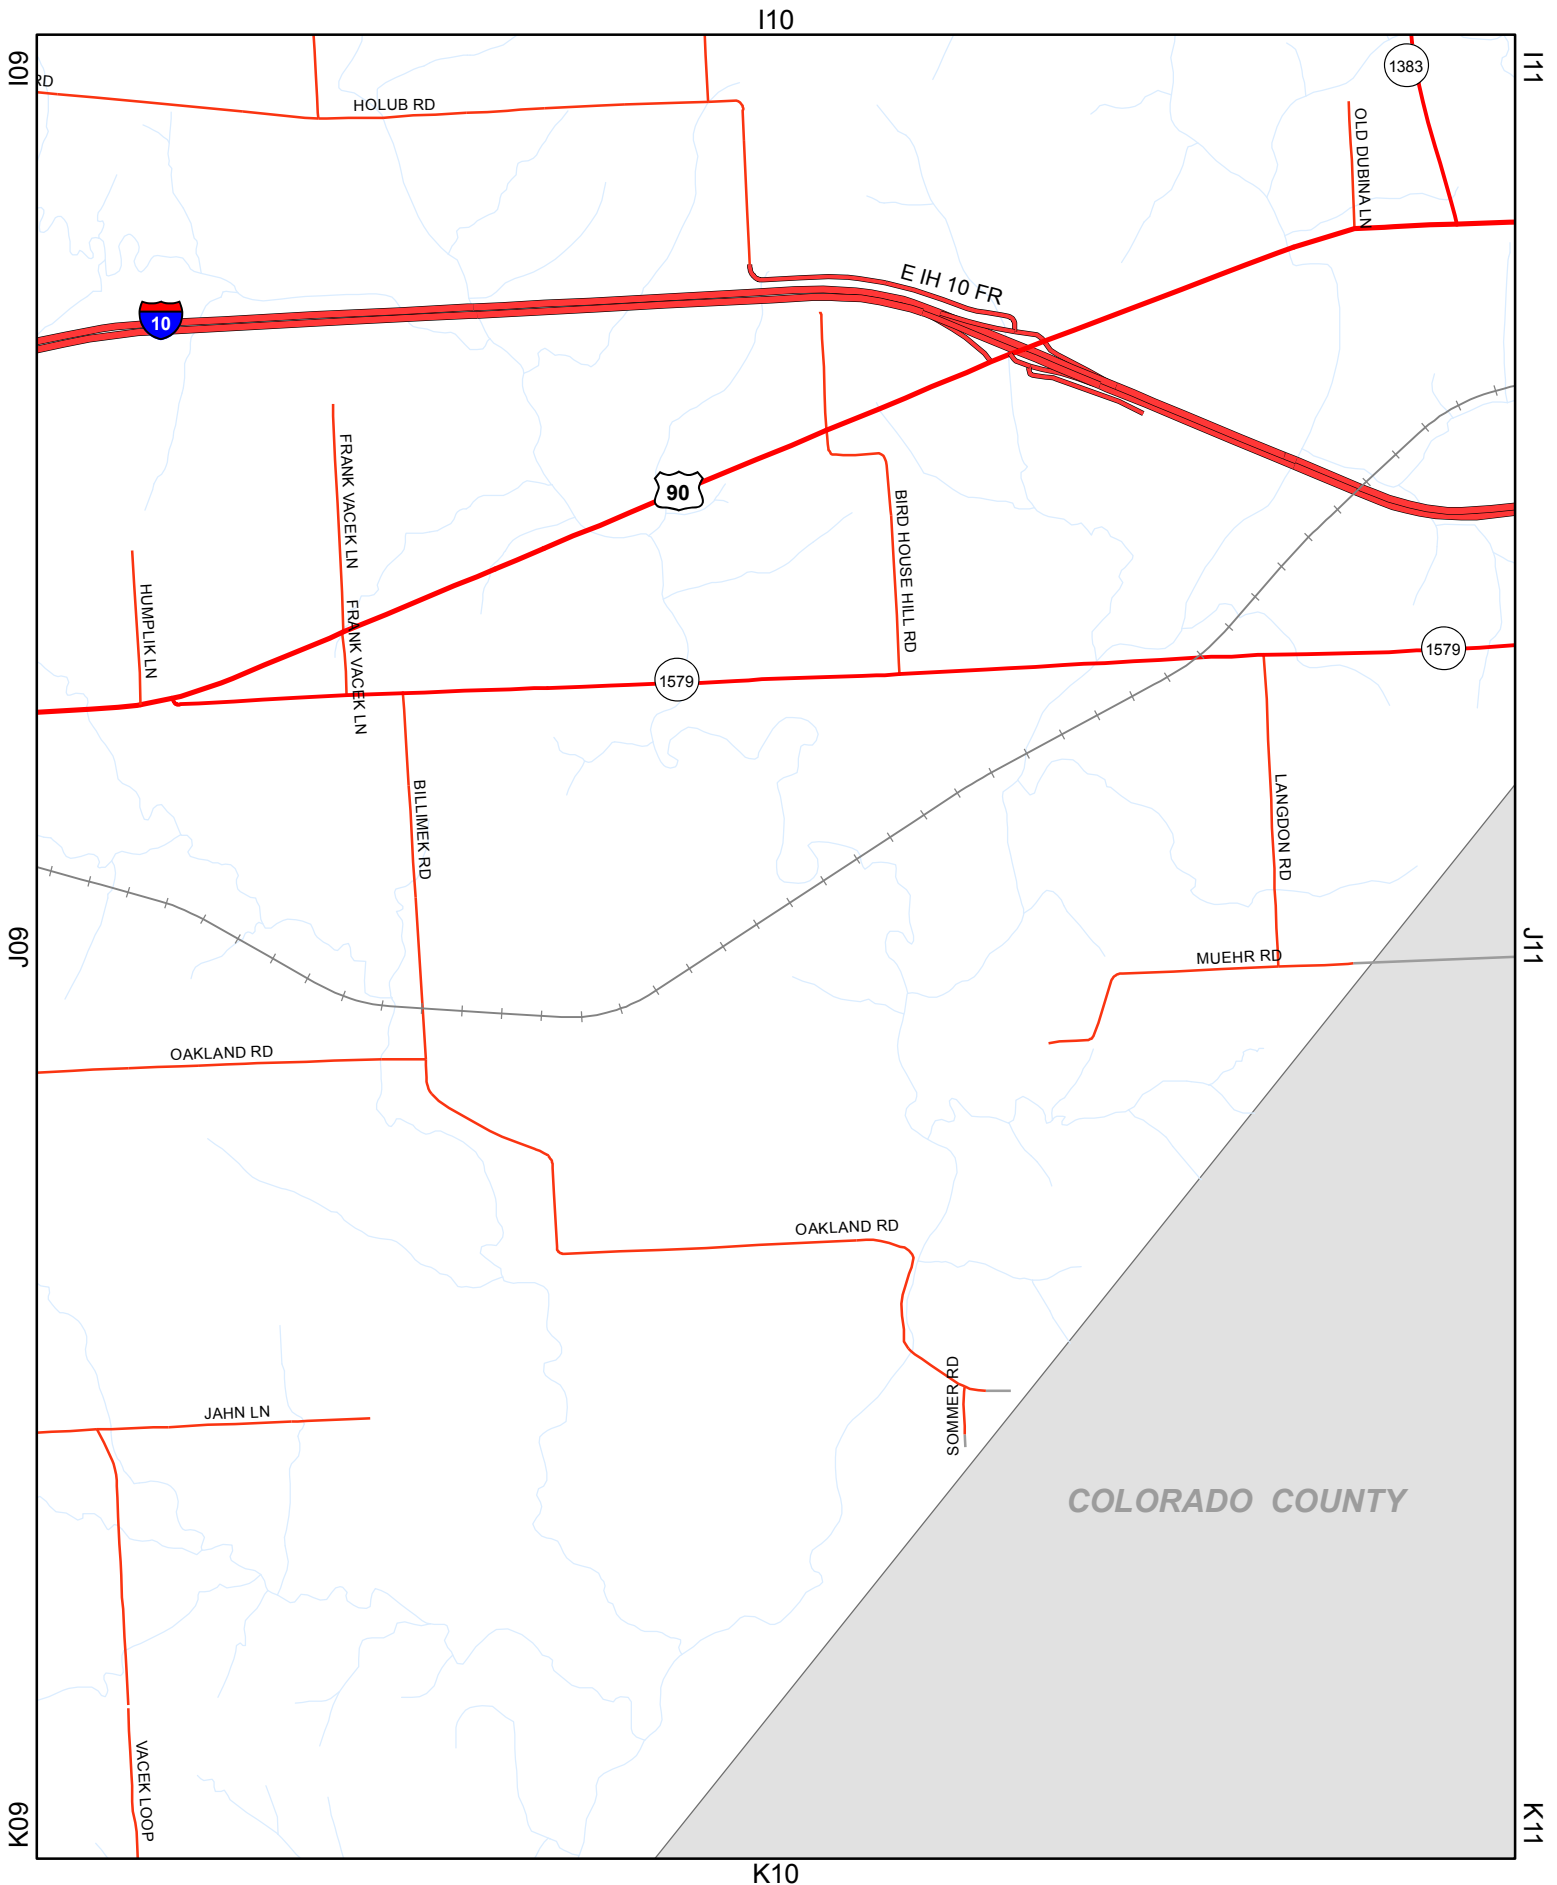 I10
I09
I11
RD
HOLUB RD
1383
OLD DUBINA LN
E IH 10 FR
10
FRANK VACEK LN
90
BIRD HOUSE HILL RD
HUMPLIK LN
FRANK VACEK LN
1579
1579
BILLIMEK RD
LANGDON RD
J09
J11
MUEHR RD
OAKLAND RD
OAKLAND RD
SOMMER RD
JAHN LN
COLORADO COUNTY
VACEK LOOP
K09
K11
K10